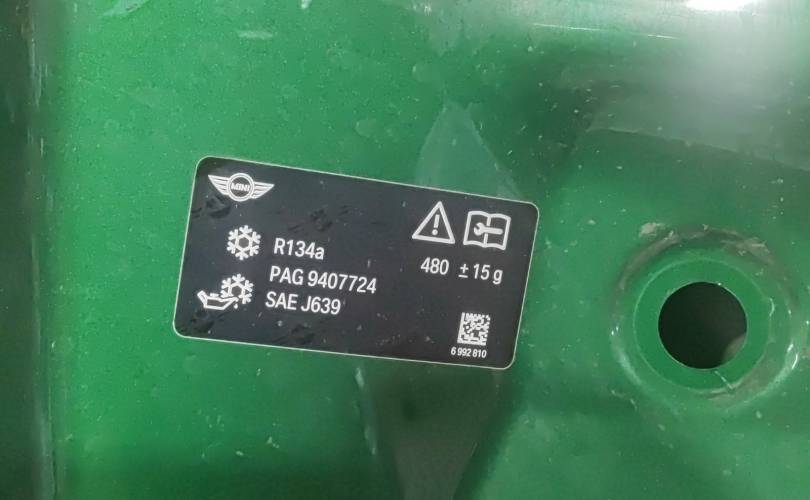 MINI
R134a
480 ± 15 g
PAG 9407724
SAE J639
6 992 810